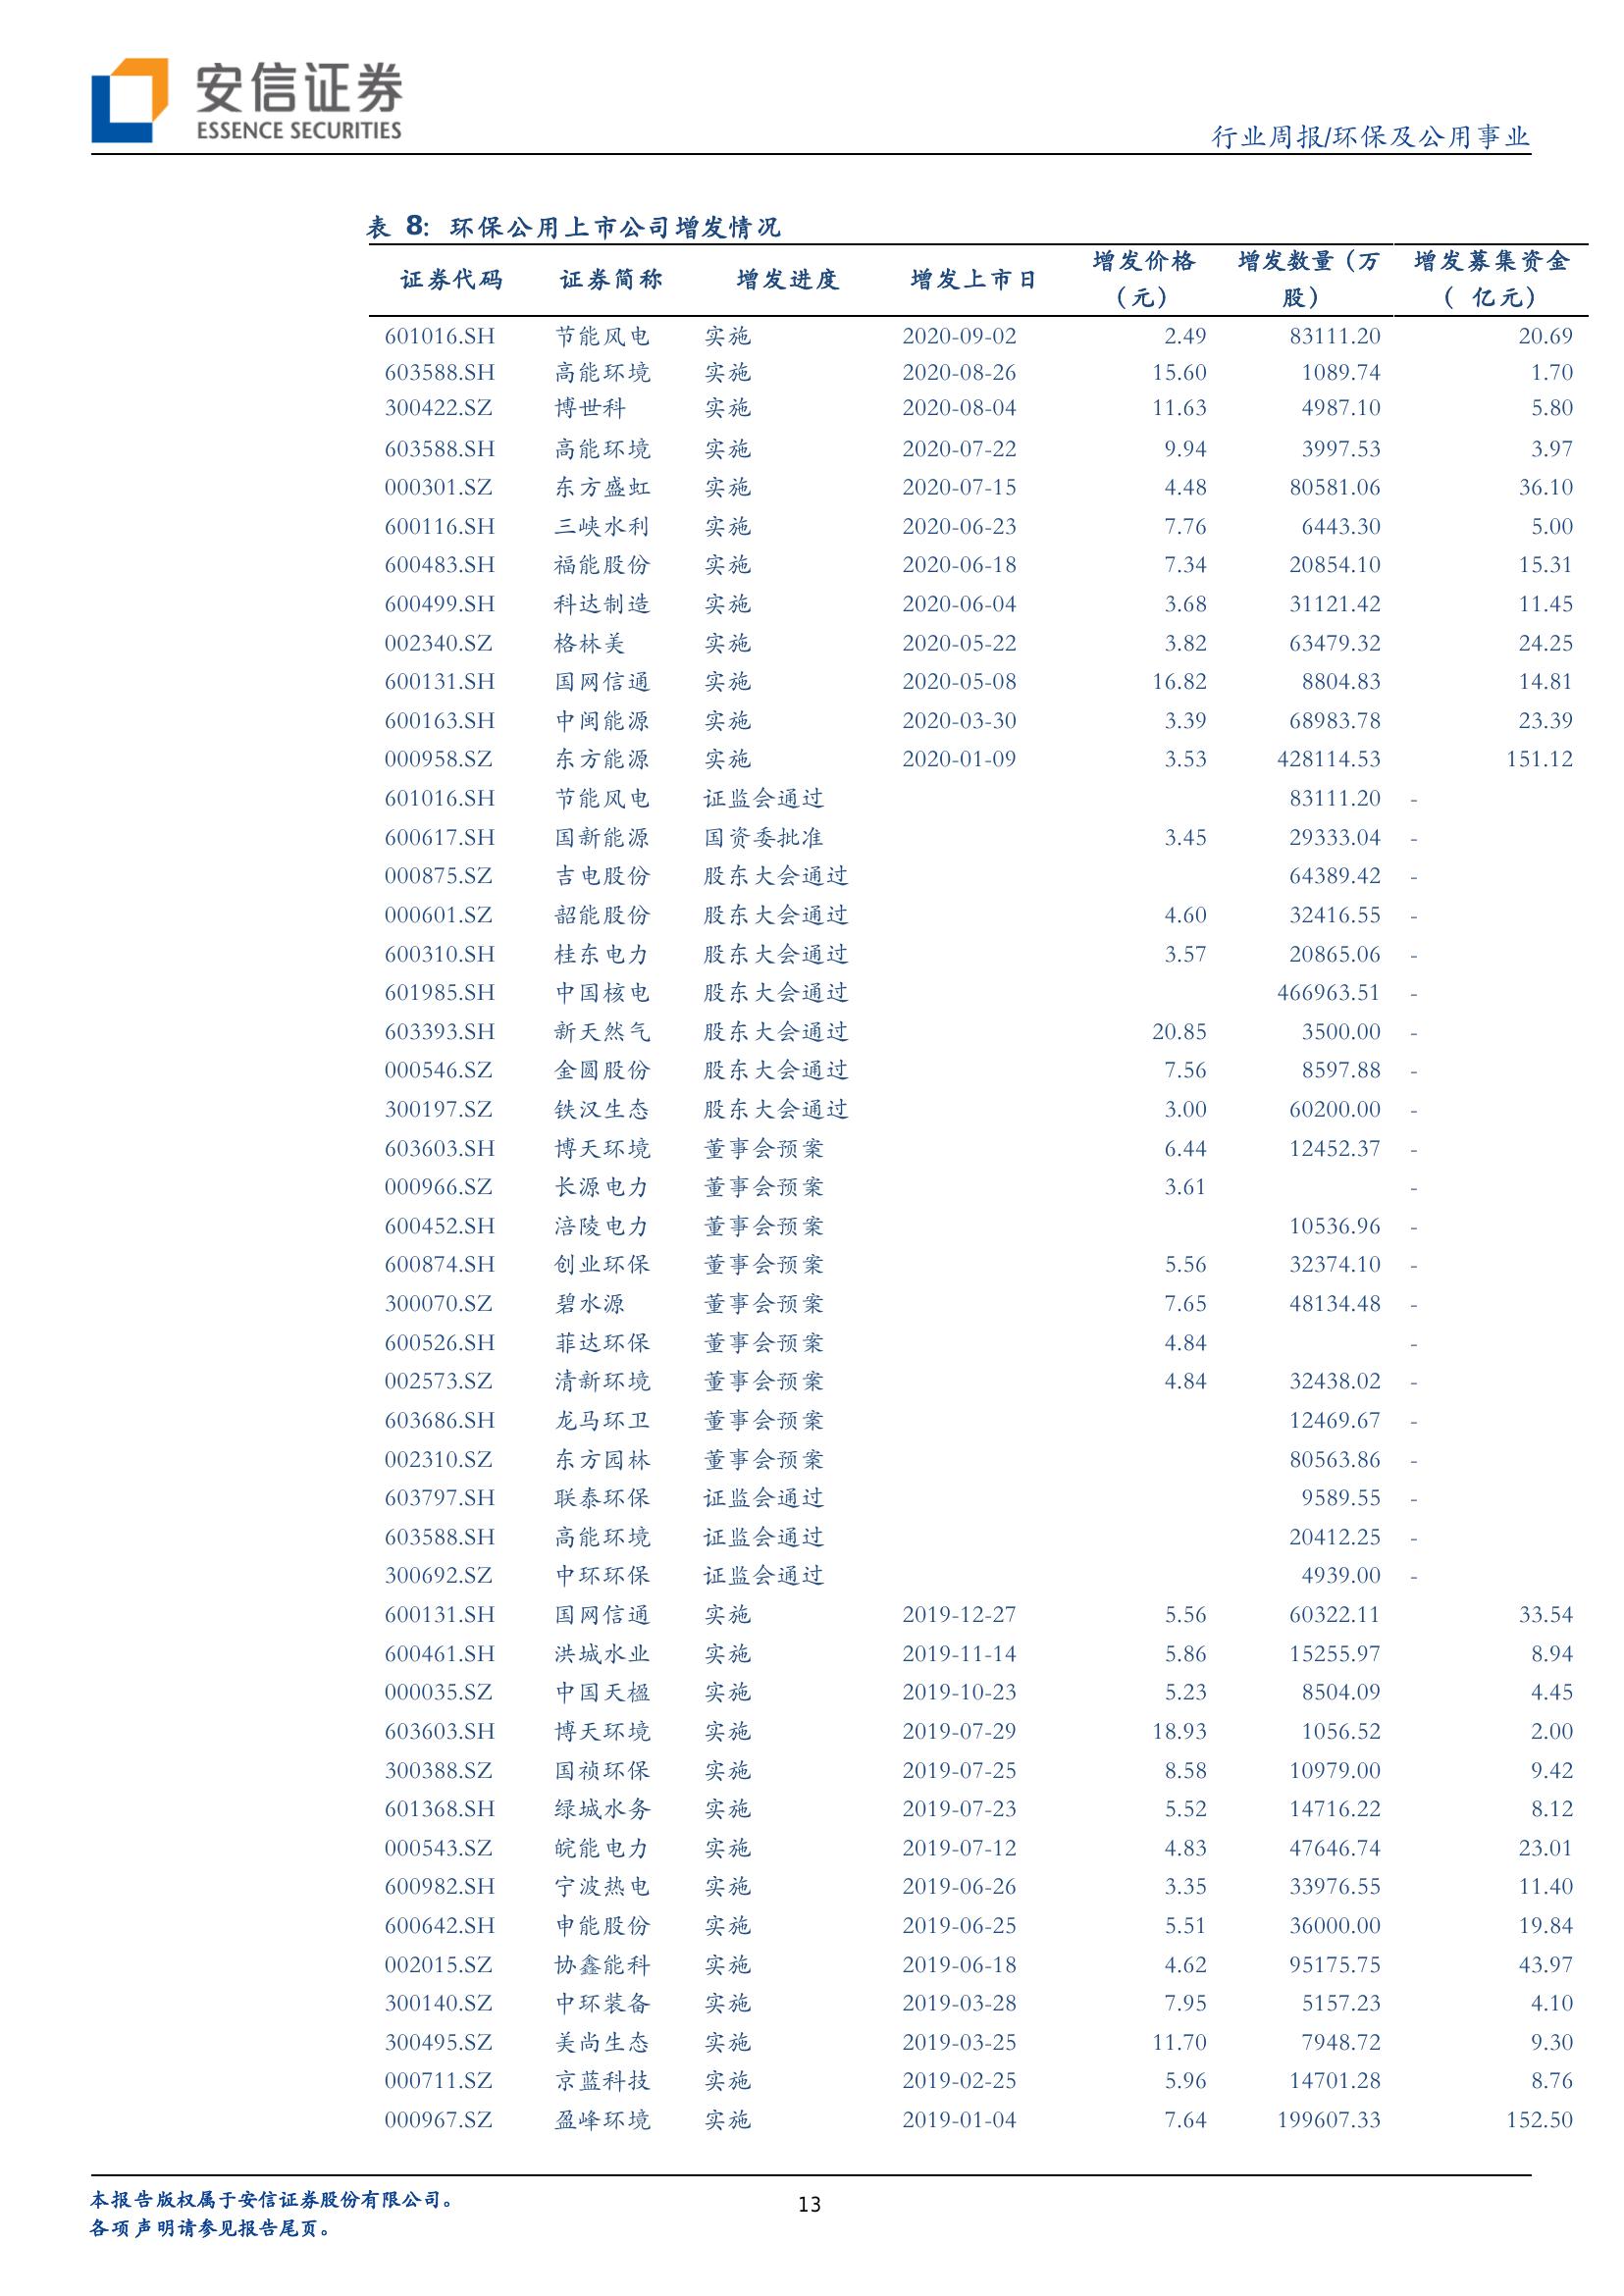 安信证券
ESSENCE SECURITIES
行业周报/环保及公用事业
表 8: 环保公用上市公司增发情况
证券代码 证券简称 增发进度 增发上市日 增发价格（元） 增发数量（万股） 增发募集资金（ 亿元）
601016.SH 节能风电 实施 2020-09-02 2.49 83111.20 20.69
603588.SH 高能环境 实施 2020-08-26 15.60 1089.74 1.70
300422.SZ 博世科 实施 2020-08-04 11.63 4987.10 5.80
603588.SH 高能环境 实施 2020-07-22 9.94 3997.53 3.97
000301.SZ 东方盛虹 实施 2020-07-15 4.48 80581.06 36.10
600116.SH 三峡水利 实施 2020-06-23 7.76 6443.30 5.00
600483.SH 福能股份 实施 2020-06-18 7.34 20854.10 15.31
600499.SH 科达制造 实施 2020-06-04 3.68 31121.42 11.45
002340.SZ 格林美 实施 2020-05-22 3.82 63479.32 24.25
600131.SH 国网信通 实施 2020-05-08 16.82 8804.83 14.81
600163.SH 中闽能源 实施 2020-03-30 3.39 68983.78 23.39
000958.SZ 东方能源 实施 2020-01-09 3.53 428114.53 151.12
601016.SH 节能风电 证监会通过 83111.20 -
600617.SH 国新能源 国资委批准 3.45 29333.04 -
000875.SZ 吉电股份 股东大会通过 64389.42 -
000601.SZ 韶能股份 股东大会通过 4.60 32416.55 -
600310.SH 桂东电力 股东大会通过 3.57 20865.06 -
601985.SH 中国核电 股东大会通过 466963.51 -
603393.SH 新天然气 股东大会通过 20.85 3500.00 -
000546.SZ 金圆股份 股东大会通过 7.56 8597.88 -
300197.SZ 铁汉生态 股东大会通过 3.00 60200.00 -
603603.SH 博天环境 董事会预案 6.44 12452.37 -
000966.SZ 长源电力 董事会预案 3.61 -
600452.SH 涪陵电力 董事会预案 10536.96 -
600874.SH 创业环保 董事会预案 5.56 32374.10 -
300070.SZ 碧水源 董事会预案 7.65 48134.48 -
600526.SH 菲达环保 董事会预案 4.84 -
002573.SZ 清新环境 董事会预案 4.84 32438.02 -
603686.SH 龙马环卫 董事会预案 12469.67 -
002310.SZ 东方园林 董事会预案 80563.86 -
603797.SH 联泰环保 证监会通过 9589.55 -
603588.SH 高能环境 证监会通过 20412.25 -
300692.SZ 中环环保 证监会通过 4939.00 -
600131.SH 国网信通 实施 2019-12-27 5.56 60322.11 33.54
600461.SH 洪城水业 实施 2019-11-14 5.86 15255.97 8.94
000035.SZ 中国天楹 实施 2019-10-23 5.23 8504.09 4.45
603603.SH 博天环境 实施 2019-07-29 18.93 1056.52 2.00
300388.SZ 国祯环保 实施 2019-07-25 8.58 10979.00 9.42
601368.SH 绿城水务 实施 2019-07-23 5.52 14716.22 8.12
000543.SZ 皖能电力 实施 2019-07-12 4.83 47646.74 23.01
600982.SH 宁波热电 实施 2019-06-26 3.35 33976.55 11.40
600642.SH 申能股份 实施 2019-06-25 5.51 36000.00 19.84
002015.SZ 协鑫能科 实施 2019-06-18 4.62 95175.75 43.97
300140.SZ 中环装备 实施 2019-03-28 7.95 5157.23 4.10
300495.SZ 美尚生态 实施 2019-03-25 11.70 7948.72 9.30
000711.SZ 京蓝科技 实施 2019-02-25 5.96 14701.28 8.76
000967.SZ 盈峰环境 实施 2019-01-04 7.64 199607.33 152.50
本报告版权属于安信证券股份有限公司。
各项声明请参见报告尾页。
13